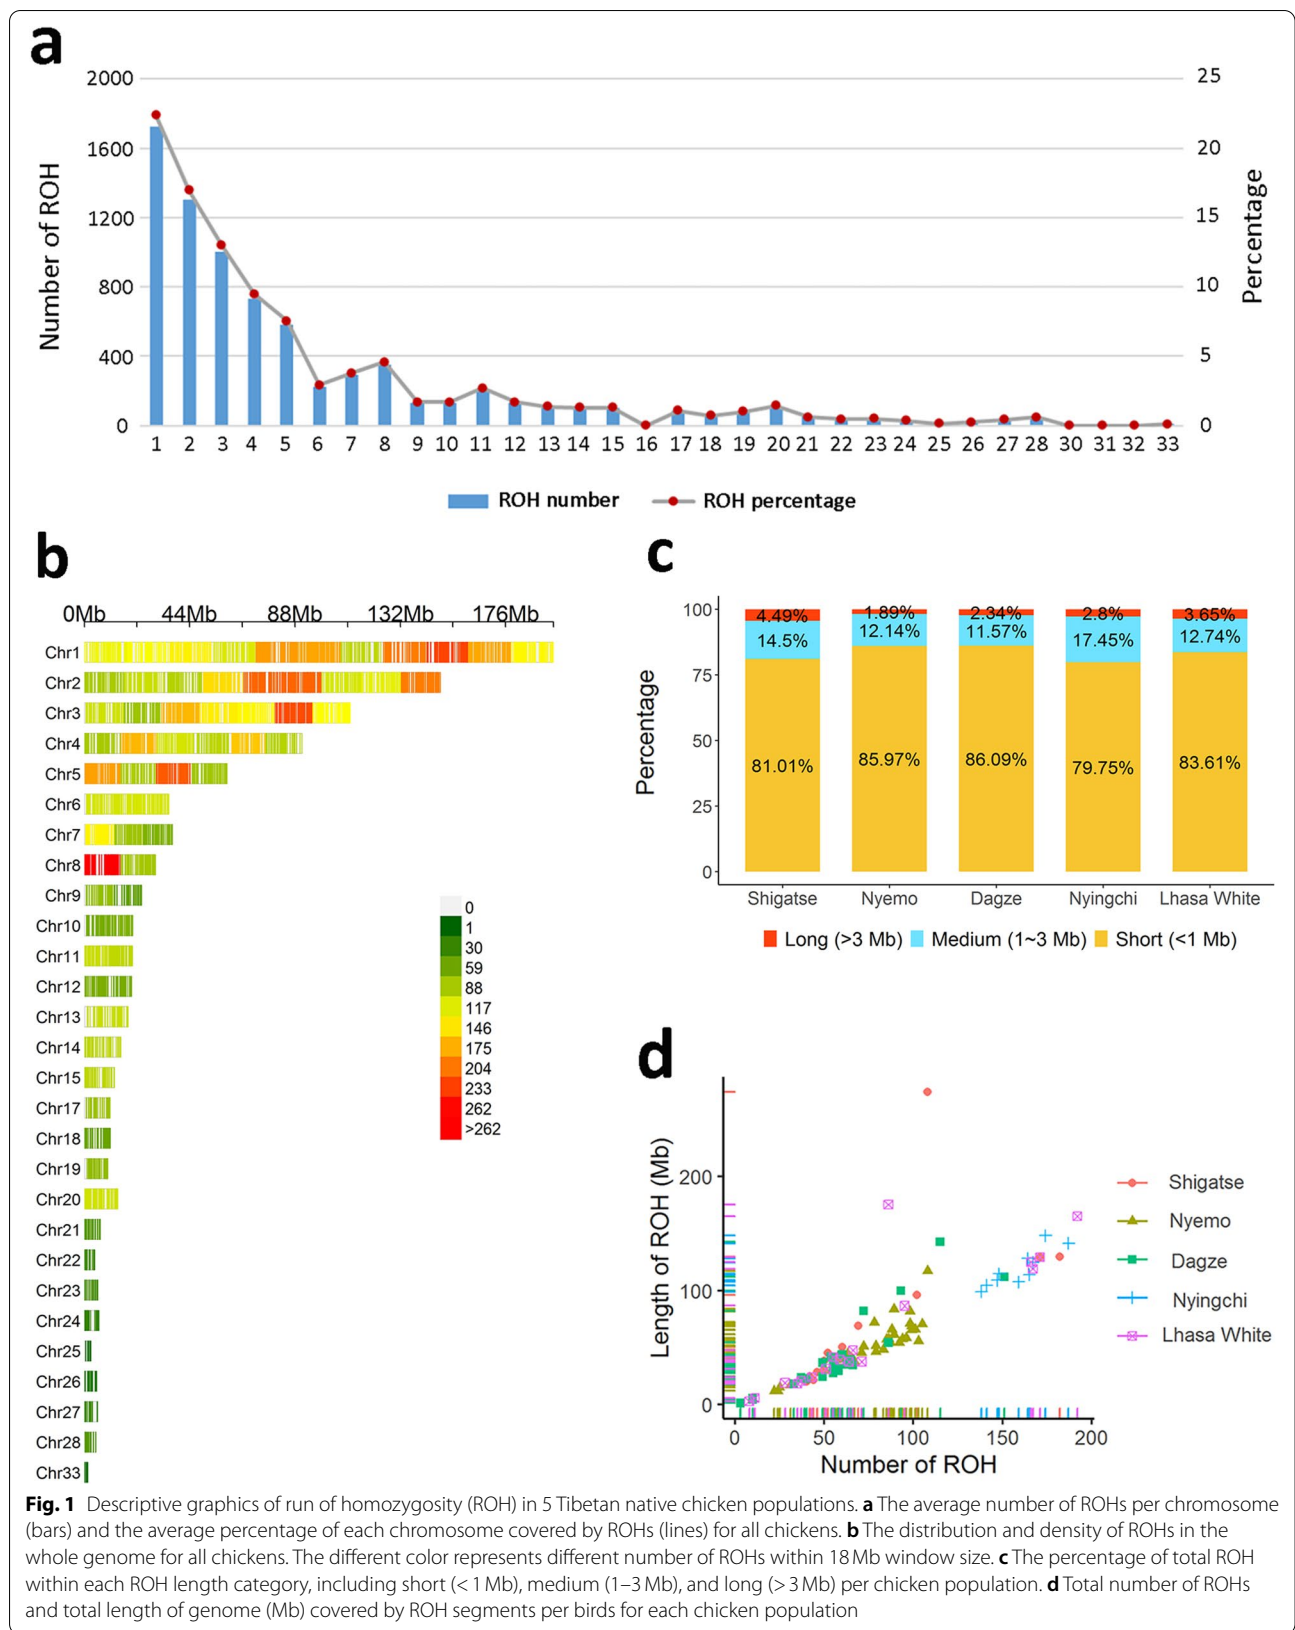 a
2000
1600
1200
800
400
0
Number of ROH
25
20
15
10
5
0
Percentage
1 2 3 4 5 6 7 8 9 10 11 12 13 14 15 16 17 18 19 20 21 22 23 24 25 26 27 28 30 31 32 33
ROH number ROH percentage
b
0Mb 44Mb 88Mb 132Mb 176Mb
Chr1
Chr2
Chr3
Chr4
Chr5
Chr6
Chr7
Chr8
Chr9
Chr10
Chr11
Chr12
Chr13
Chr14
Chr15
Chr17
Chr18
Chr19
Chr20
Chr21
Chr22
Chr23
Chr24
Chr25
Chr26
Chr27
Chr28
Chr33
0
1
30
59
88
117
146
175
204
233
262
>262
c
100
75
50
25
0
Percentage
4.49% 1.89% 2.34% 2.8% 3.65%
14.5% 12.14% 11.57% 17.45% 12.74%
81.01% 85.97% 86.09% 79.75% 83.61%
Shigatse Nyemo Dagze Nyingchi Lhasa White
Long (>3 Mb) Medium (1~3 Mb) Short (<1 Mb)
d
200
100
0
Length of ROH (Mb)
0 50 100 150 200
Number of ROH
Shigatse
Nyemo
Dagze
Nyingchi
Lhasa White
Fig. 1 Descriptive graphics of run of homozygosity (ROH) in 5 Tibetan native chicken populations. a The average number of ROHs per chromosome
(bars) and the average percentage of each chromosome covered by ROHs (lines) for all chickens. b The distribution and density of ROHs in the
whole genome for all chickens. The different color represents different number of ROHs within 18 Mb window size. c The percentage of total ROH
within each ROH length category, including short (< 1 Mb), medium (1–3 Mb), and long (> 3 Mb) per chicken population. d Total number of ROHs
and total length of genome (Mb) covered by ROH segments per birds for each chicken population